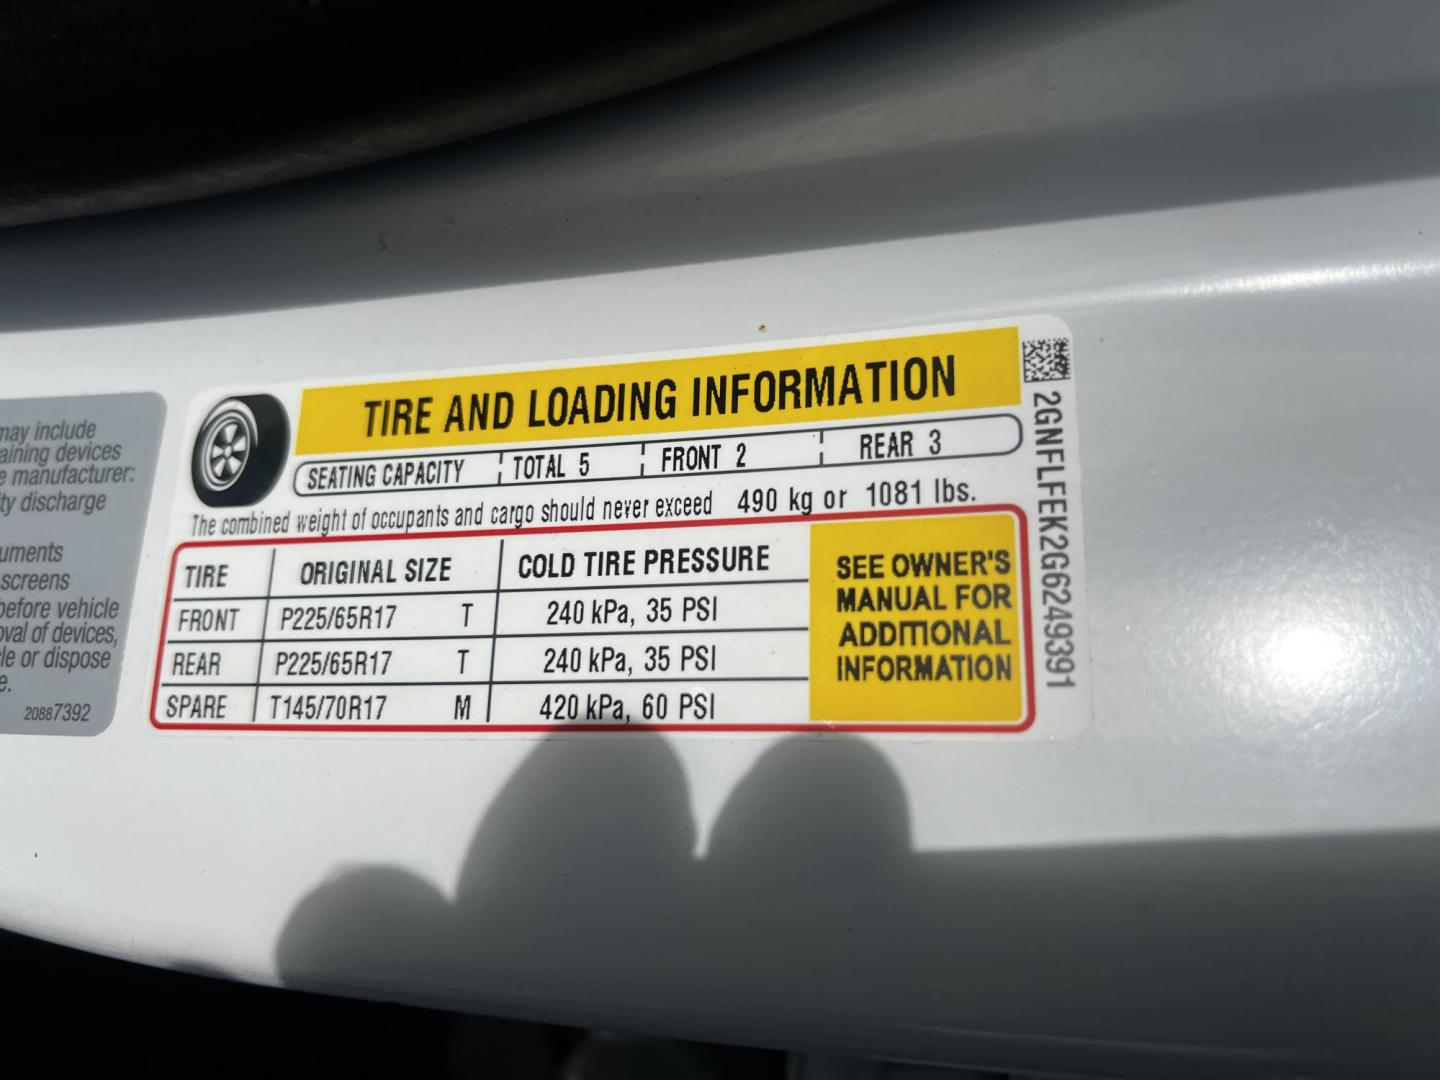 may include
aining devices
e manufacturer:
ty discharge
uments
screens
before vehicle
oval of devices,
le or dispose
e.
20887392
TIRE AND LOADING INFORMATION
SEATING CAPACITY TOTAL 5 FRONT 2 REAR 3
The combined weight of occupants and cargo should never exceed 490 kg or 1081 lbs.
TIRE ORIGINAL SIZE COLD TIRE PRESSURE
FRONT P225/65R17 T 240 kPa, 35 PSI
REAR P225/65R17 T 240 kPa, 35 PSI
SPARE T145/70R17 M 420 kPa, 60 PSI
SEE OWNER'S
MANUAL FOR
ADDITIONAL
INFORMATION
2GNFLFEK2G6249391